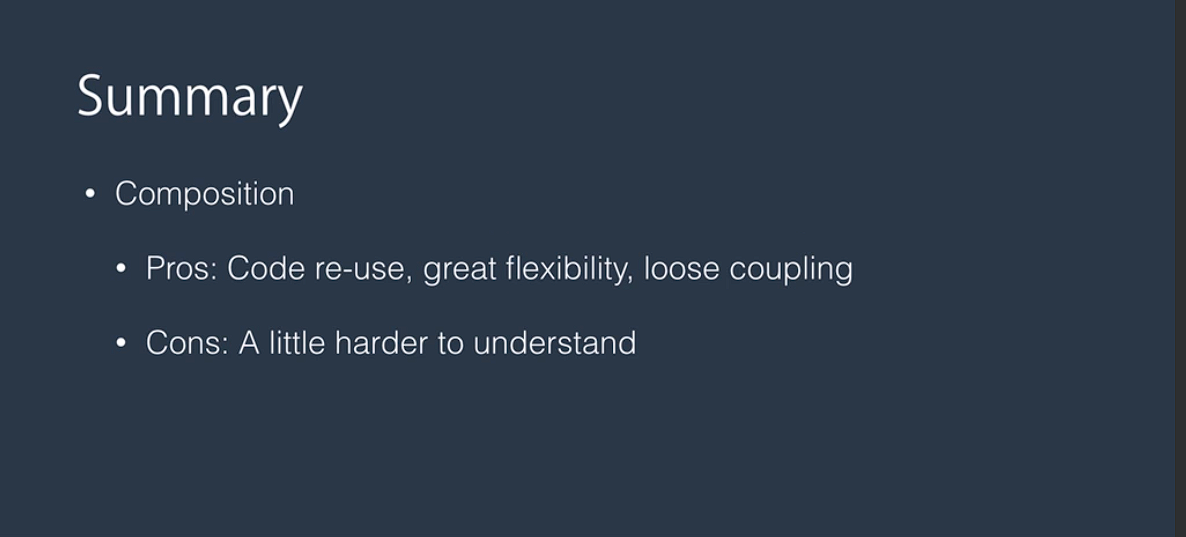 Summary
• Composition
• Pros: Code re-use, great flexibility, loose coupling
• Cons: A little harder to understand